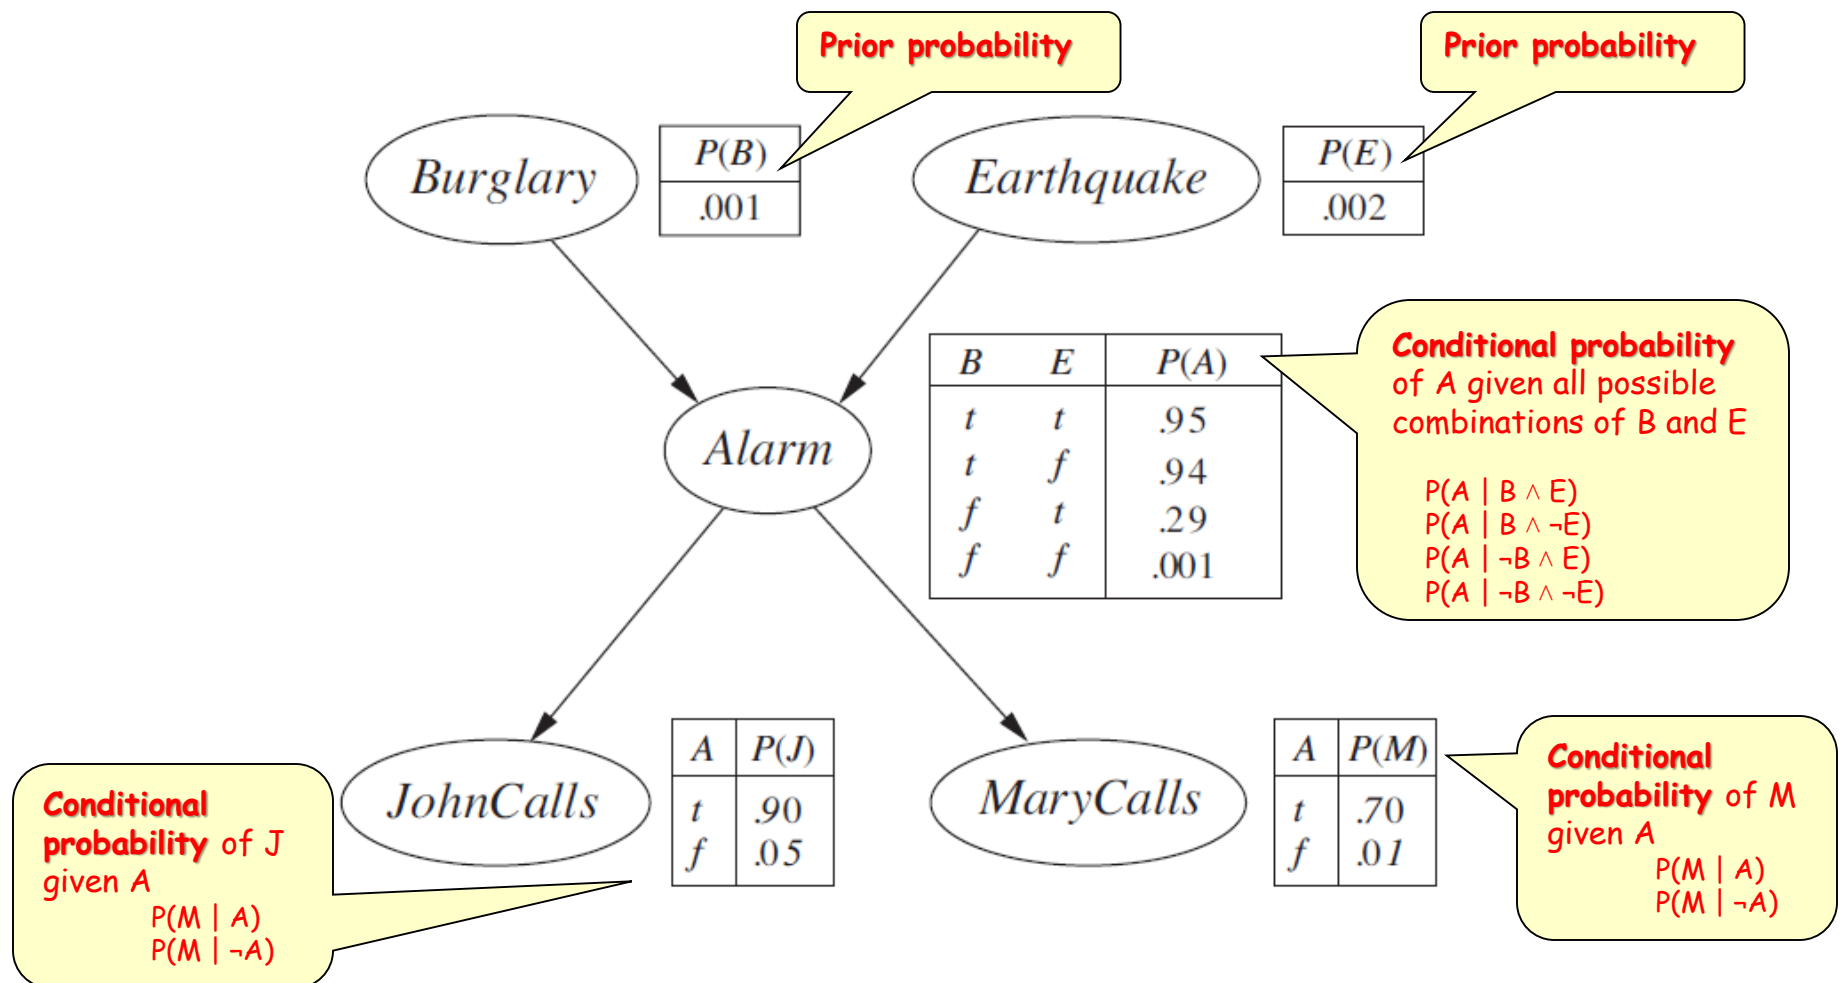 Prior probability
Prior probability
Burglary
P(B)
.001
Earthquake
P(E)
.002
Alarm
B E P(A)
t t .95
t f .94
f t .29
f f .001
Conditional probability
of A given all possible
combinations of B and E
P(A | B ∧ E)
P(A | B ∧ ¬E)
P(A | ¬B ∧ E)
P(A | ¬B ∧ ¬E)
Conditional
probability of J
given A
P(M | A)
P(M | ¬A)
JohnCalls
A P(J)
t .90
f .05
MaryCalls
A P(M)
t .70
f .01
Conditional
probability of M
given A
P(M | A)
P(M | ¬A)